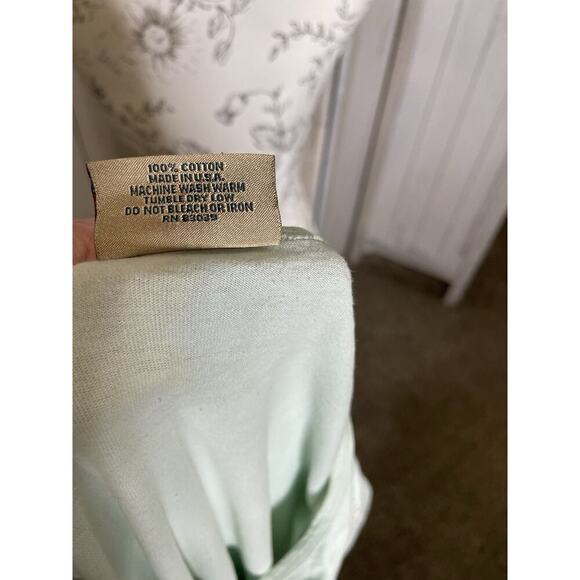 100% COTTON
MADE IN U.S.A.
MACHINE WASH WARM
TUMBLE DRY LOW
DO NOT BLEACH OR IRON
RN 83039